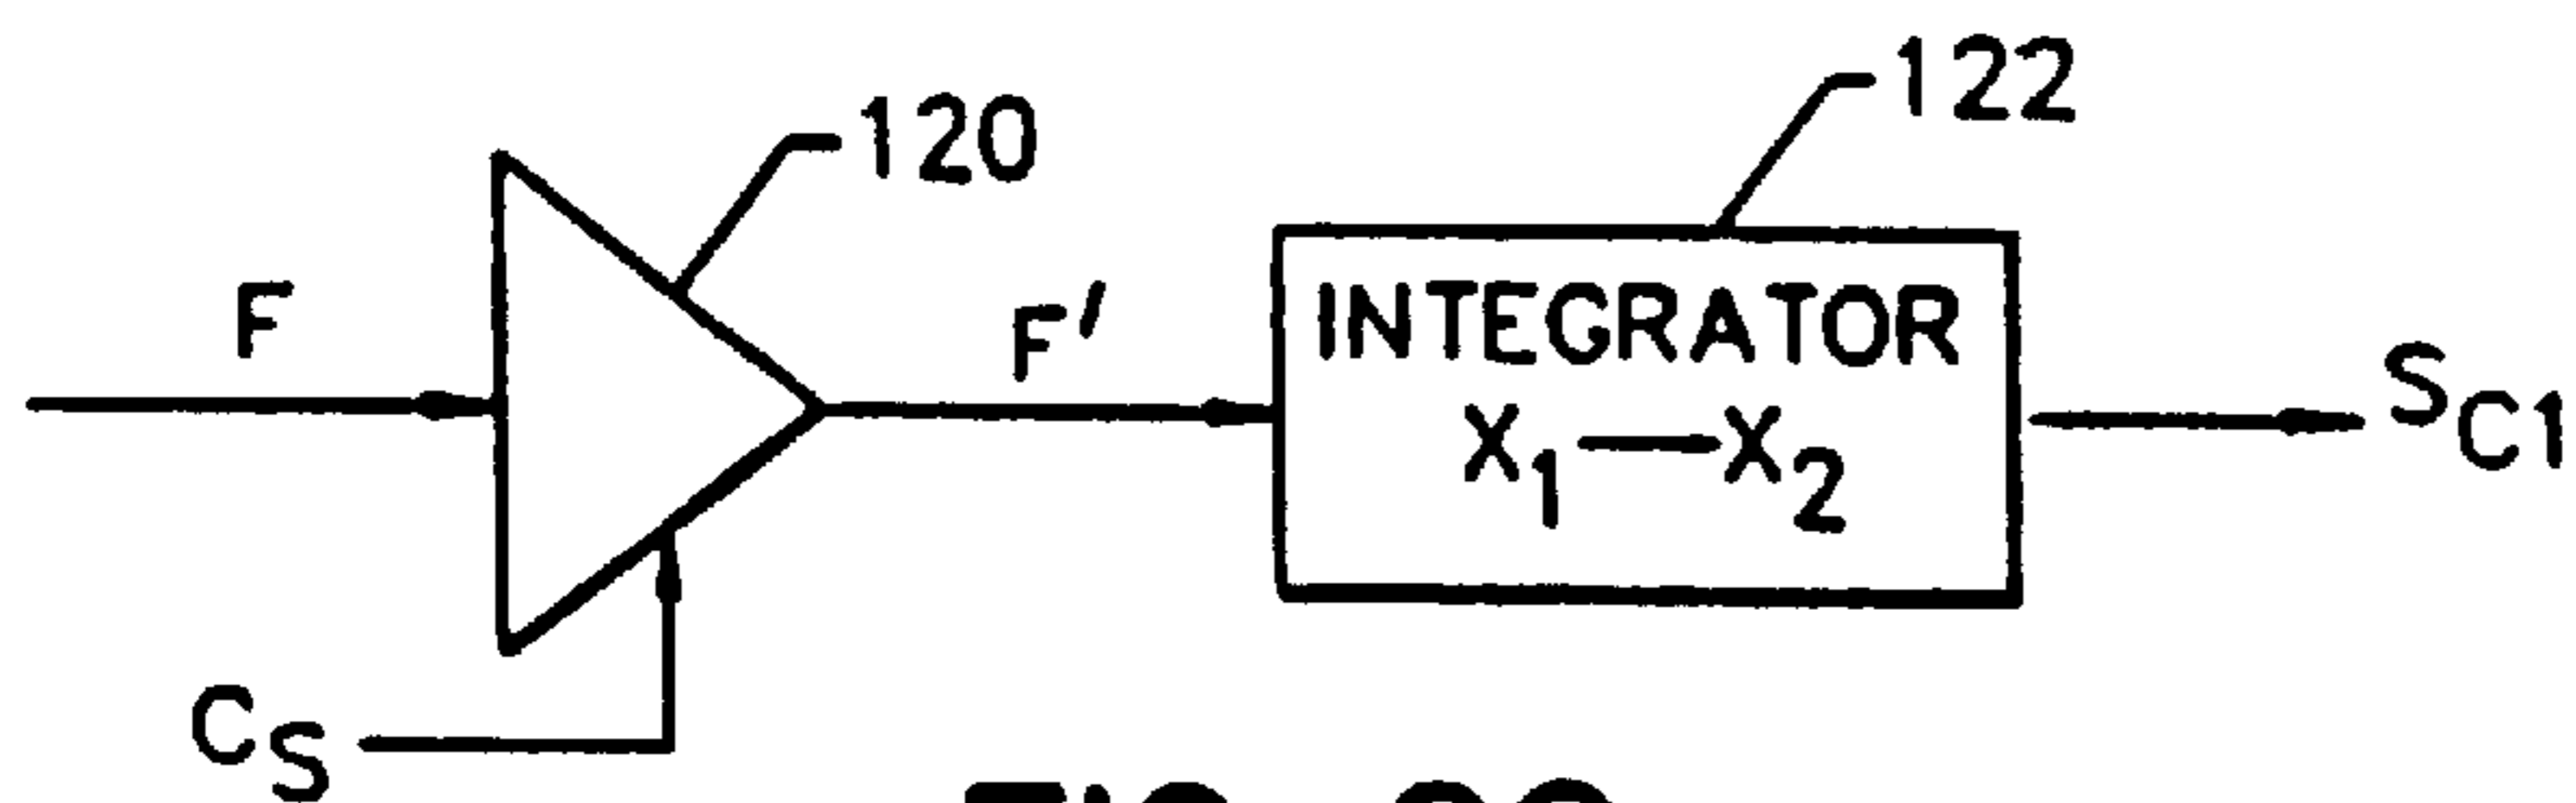 122
120
F
F'
INTEGRATOR
X1—X2
SC1
CS